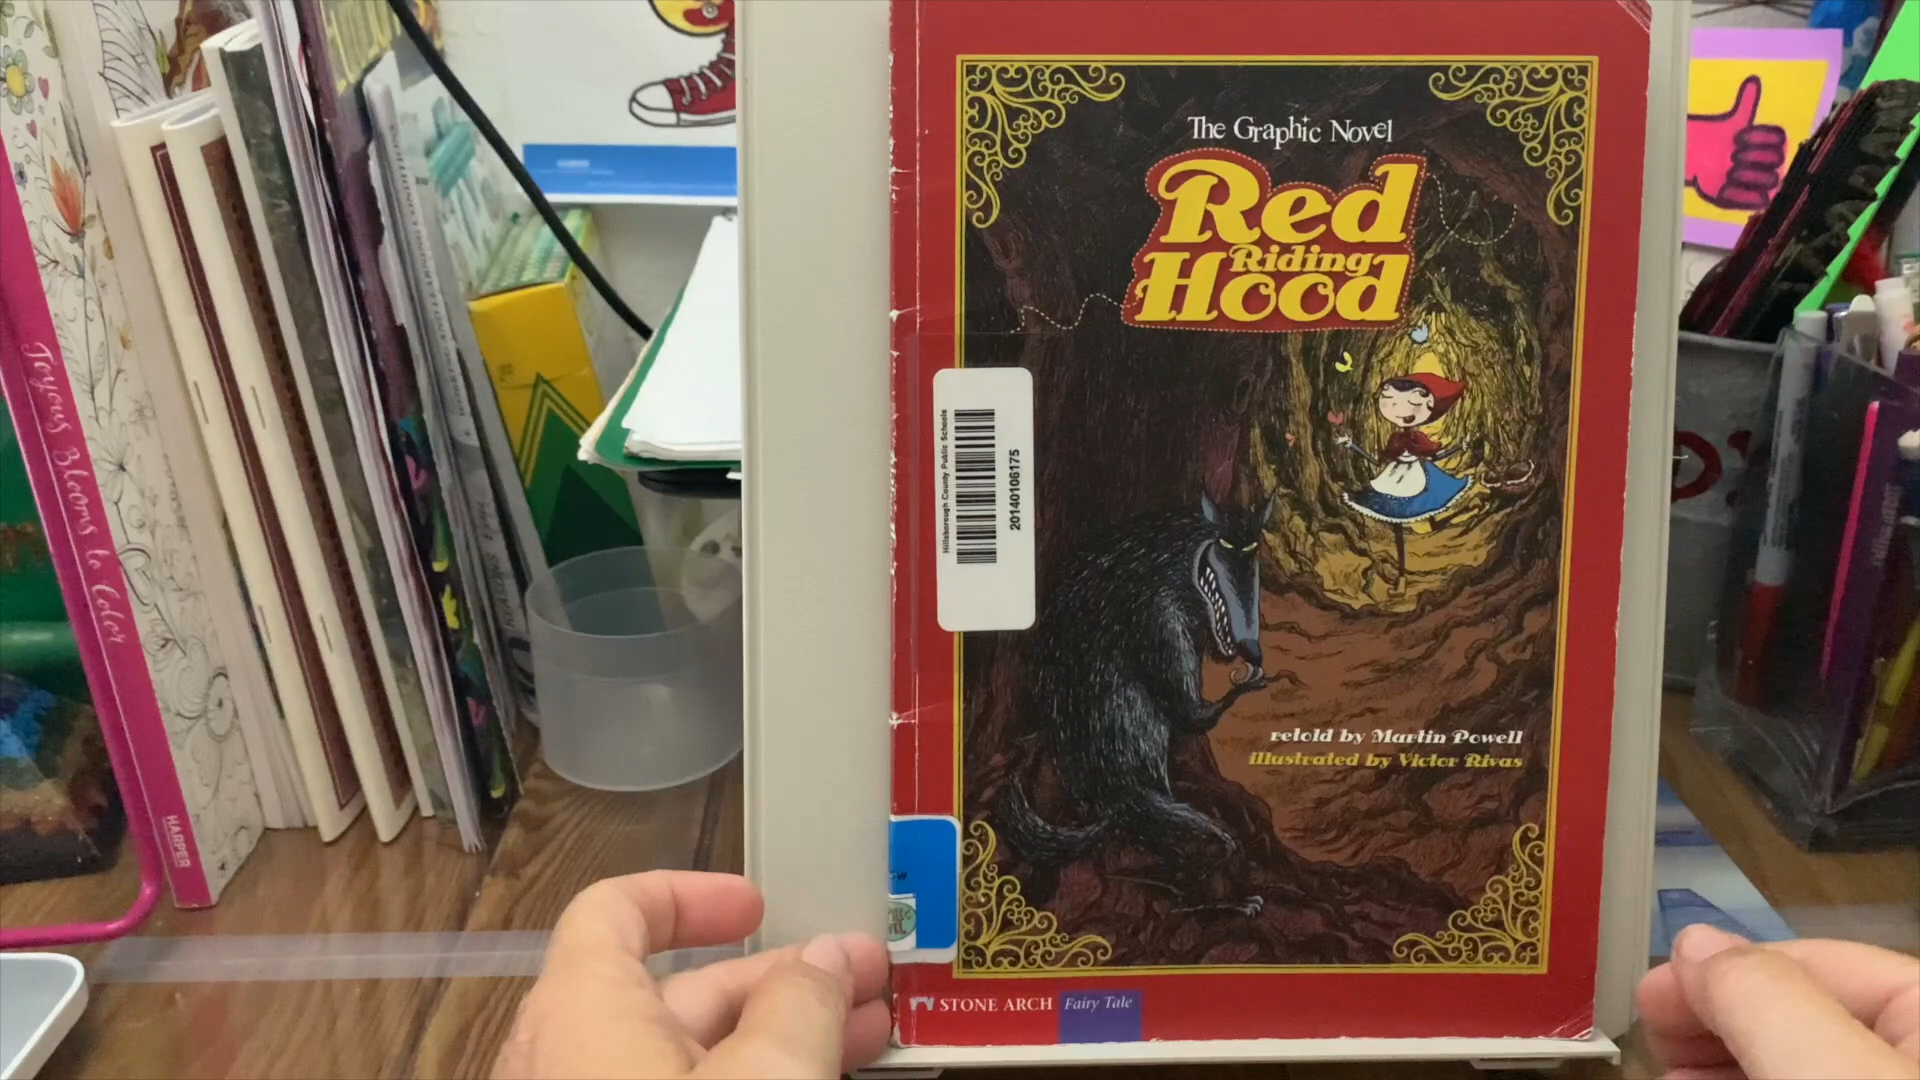 The Graphic Novel
Red
Riding
Hood
Hillsborough County Public Schools
20140106175
retold by Martin Powell
illustrated by Victor Rivas
STONE ARCH
Fairy Tale
Joyous Blooms to Color
HARPER